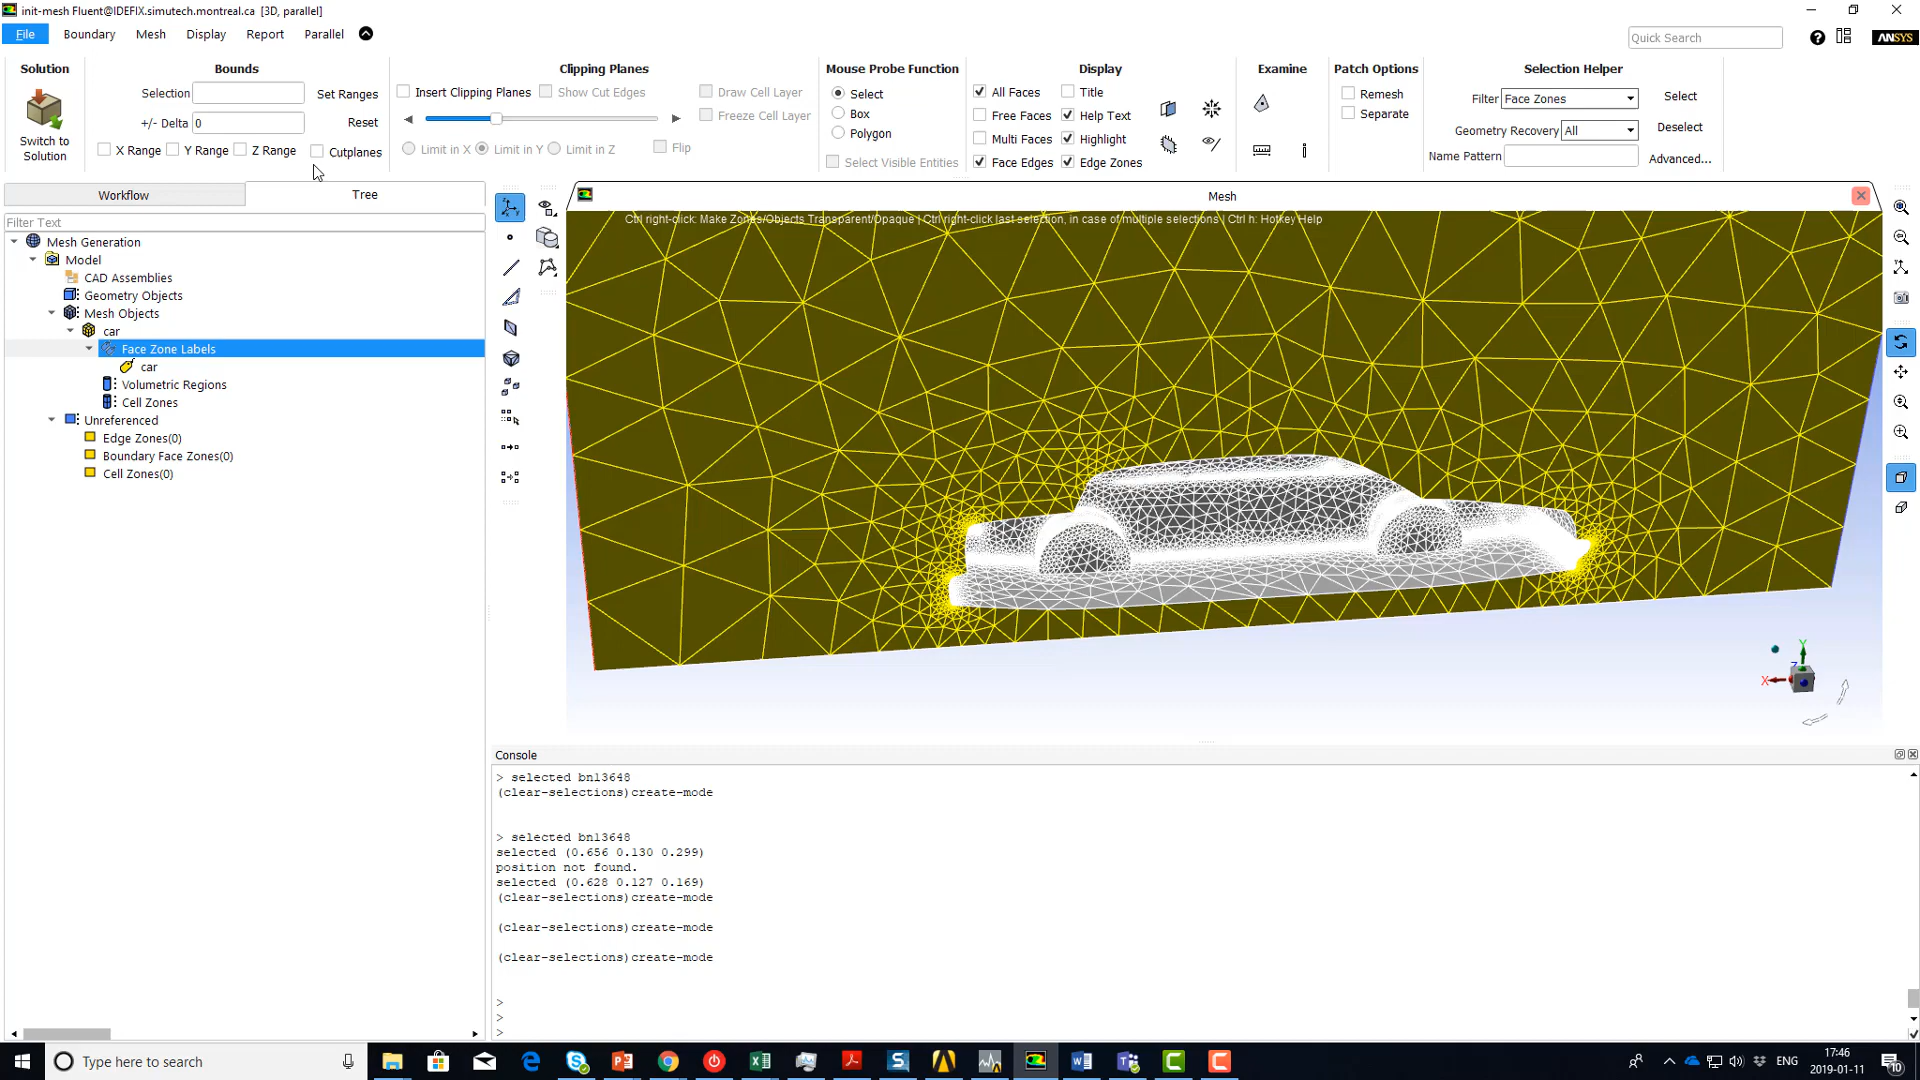 init-mesh Fluent@IDEFIX.simutech.montreal.ca [3D, parallel]
File Boundary Mesh Display Report Parallel
Quick Search
ANSYS
Solution
Switch to
Solution
Bounds
Selection
Set Ranges
+/- Delta 0
Reset
X Range Y Range Z Range Cutplanes
Clipping Planes
Insert Clipping Planes Show Cut Edges
Draw Cell Layer
Freeze Cell Layer
Limit in X Limit in Y Limit in Z Flip
Mouse Probe Function
Select
Box
Polygon
Select Visible Entities
Display
All Faces Title
Free Faces Help Text
Multi Faces Highlight
Face Edges Edge Zones
Examine
Patch Options
Remesh
Separate
Selection Helper
Filter Face Zones Select
Geometry Recovery All Deselect
Name Pattern Advanced...
Workflow Tree
Filter Text
Mesh Generation
Model
CAD Assemblies
Geometry Objects
Mesh Objects
car
Face Zone Labels
car
Volumetric Regions
Cell Zones
Unreferenced
Edge Zones(0)
Boundary Face Zones(0)
Cell Zones(0)
Mesh
Ctrl right-click: Make Zones/Objects Transparent/Opaque | Ctrl right-click last selection, in case of multiple selections | Ctrl h: Hotkey Help
Y
Z
X
Console
> selected bn13648
(clear-selections)create-mode
> selected bn13648
selected (0.656 0.130 0.299)
position not found.
selected (0.628 0.127 0.169)
(clear-selections)create-mode
(clear-selections)create-mode
(clear-selections)create-mode
>
>
>
Type here to search
ENG
17:46
2019-01-11
10